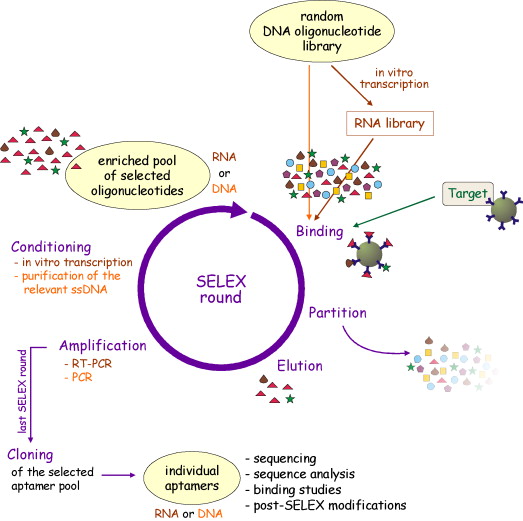 random
DNA oligonucleotide
library
in vitro
transcription
RNA library
enriched pool
of selected
oligonucleotides
RNA
or
DNA
Target
Binding
Conditioning
- in vitro transcription
- purification of the
relevant ssDNA
SELEX
round
Partition
Amplification
- RT-PCR
- PCR
Elution
last SELEX round
Cloning
of the selected
aptamer pool
individual
aptamers
RNA or DNA
- sequencing
- sequence analysis
- binding studies
- post-SELEX modifications